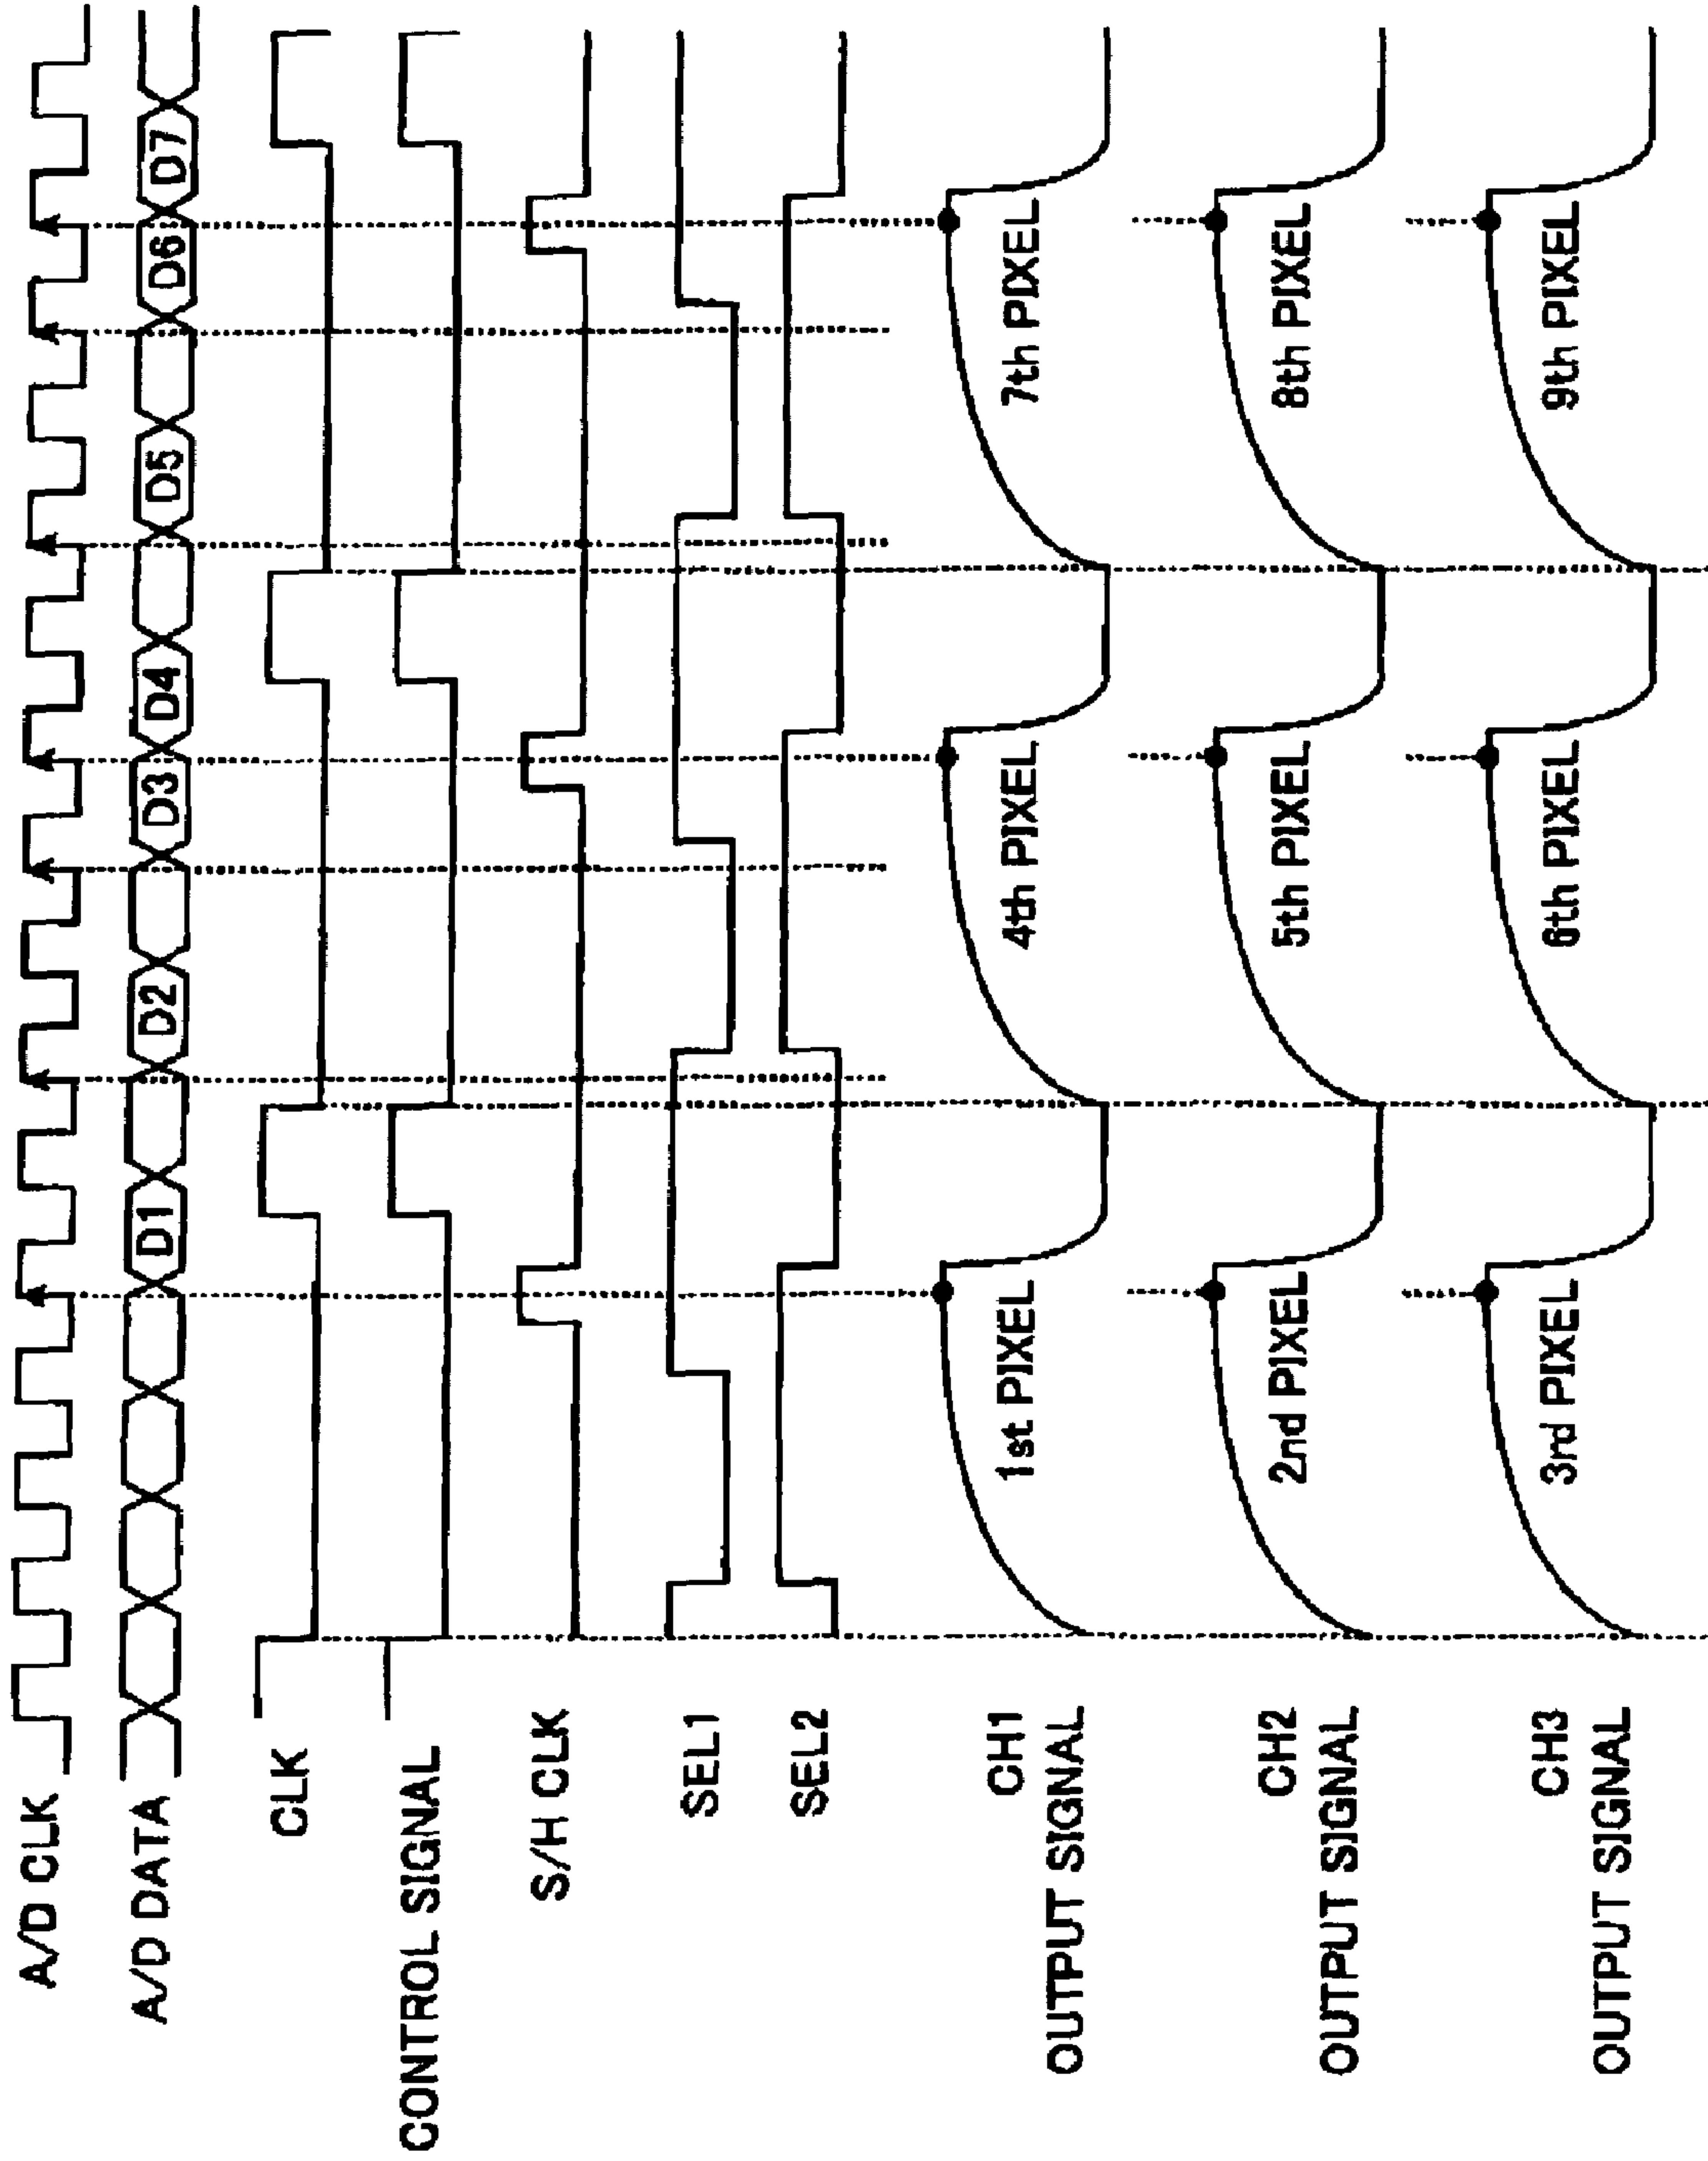 A/D CLK
A/D DATA
D1 D2 D3 D4 D5 D6 D7
CLK
CONTROL SIGNAL
S/H CLK
SEL1
SEL2
CH1
OUTPUT SIGNAL
1st PIXEL 4th PIXEL 7th PIXEL
CH2
OUTPUT SIGNAL
2nd PIXEL 5th PIXEL 8th PIXEL
CH3
OUTPUT SIGNAL
3rd PIXEL 6th PIXEL 9th PIXEL